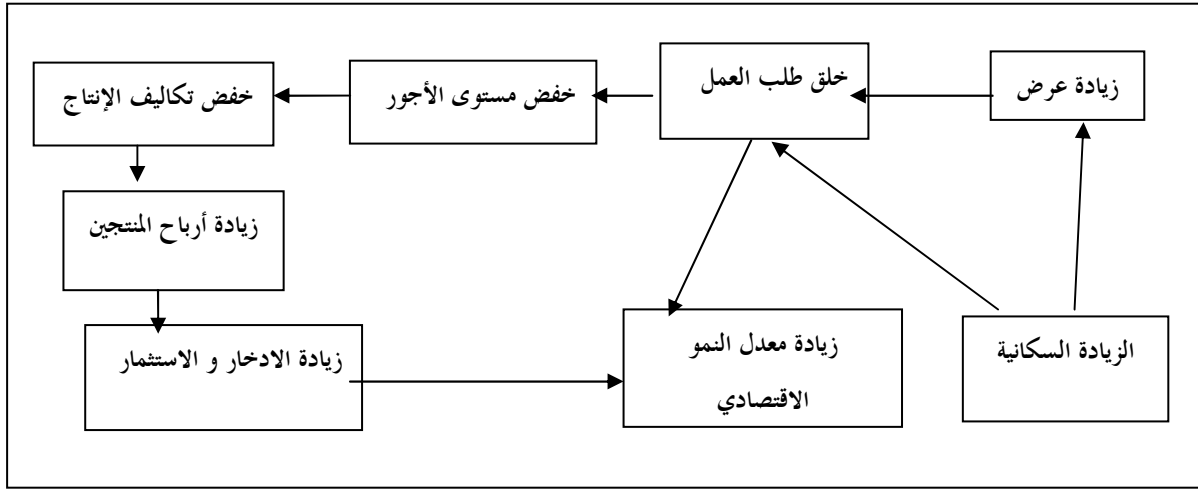 زيادة عرض
خلق طلب العمل
خفض مستوى الأجور
خفض تكاليف الإنتاج
زيادة أرباح المنتجين
زيادة الادخار و الاستثمار
زيادة معدل النمو
الاقتصادي
الزيادة السكانية